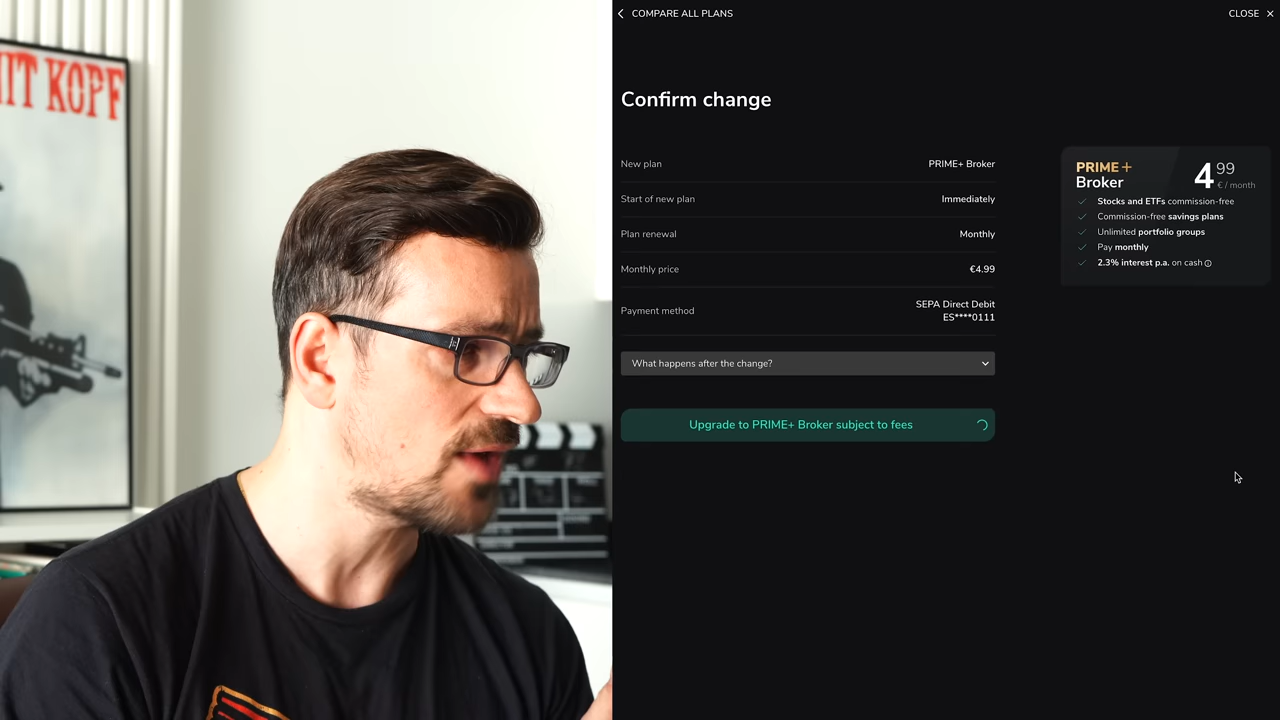 MIT KOPF
COMPARE ALL PLANS
CLOSE
Confirm change
New plan
PRIME+ Broker
Start of new plan
Immediately
Plan renewal
Monthly
Monthly price
€4.99
Payment method
SEPA Direct Debit
ES****0111
What happens after the change?
Upgrade to PRIME+ Broker subject to fees
PRIME+
Broker
4 99
€ / month
Stocks and ETFs commission-free
Commission-free savings plans
Unlimited portfolio groups
Pay monthly
2.3% interest p.a. on cash